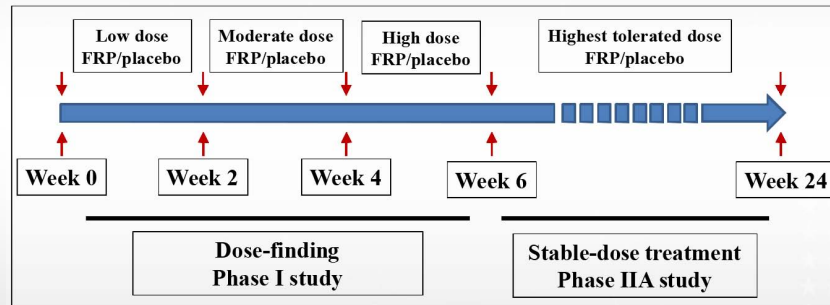 Low dose
FRP/placebo
Moderate dose
FRP/placebo
High dose
FRP/placebo
Highest tolerated dose
FRP/placebo
Week 0
Week 2
Week 4
Week 6
Week 24
Dose-finding
Phase I study
Stable-dose treatment
Phase IIA study